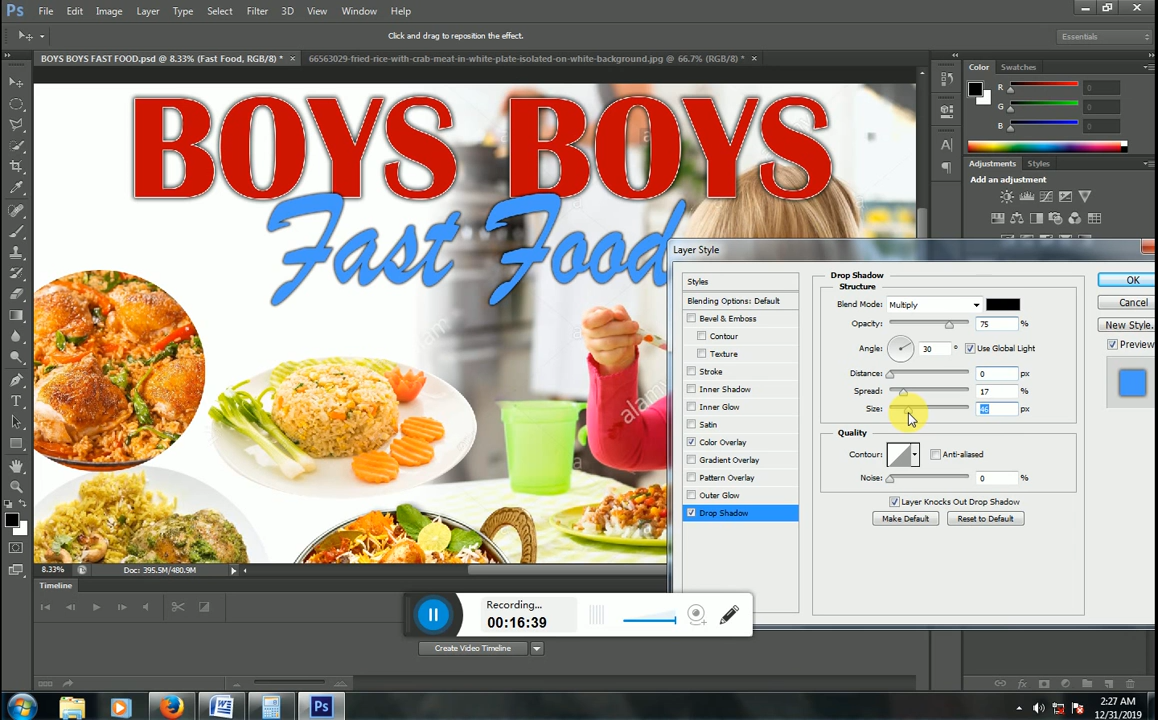 Ps File Edit Image Layer Type Select Filter 3D View Window Help
Click and drag to reposition the effect.
Essentials
BOYS BOYS FAST FOOD.psd @ 8.33% (Fast Food, RGB/8) * ×
66563029-fried-rice-with-crab-meat-in-white-plate-isolated-on-white-background.jpg @ 66.7% (RGB/8) * ×
Color Swatches
R 0
G 0
B 0
Adjustments Styles
Add an adjustment
BOYS BOYS
Fast Food
alamy
alamy
a
a
Layer Style
Styles
Blending Options: Default
Bevel & Emboss
Contour
Texture
Stroke
Inner Shadow
Inner Glow
Satin
Color Overlay
Gradient Overlay
Pattern Overlay
Outer Glow
Drop Shadow
Drop Shadow
Structure
Blend Mode: Multiply
Opacity: 75 %
Angle: 30 ° Use Global Light
Distance: 0 px
Spread: 17 %
Size: 46 px
Quality
Contour: Anti-aliased
Noise: 0 %
Layer Knocks Out Drop Shadow
Make Default Reset to Default
OK
Cancel
New Style...
Preview
8.33% Doc: 395.5M/480.9M
Timeline
Recording...
00:16:39
Create Video Timeline
2:27 AM
12/31/2019